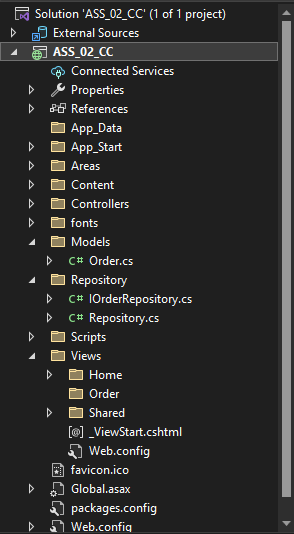 Solution 'ASS_02_CC' (1 of 1 project)
External Sources
ASS_02_CC
Connected Services
Properties
References
App_Data
App_Start
Areas
Content
Controllers
fonts
Models
C# Order.cs
Repository
C# IOrderRepository.cs
C# Repository.cs
Scripts
Views
Home
Order
Shared
[@] _ViewStart.cshtml
Web.config
favicon.ico
Global.asax
packages.config
Web.config